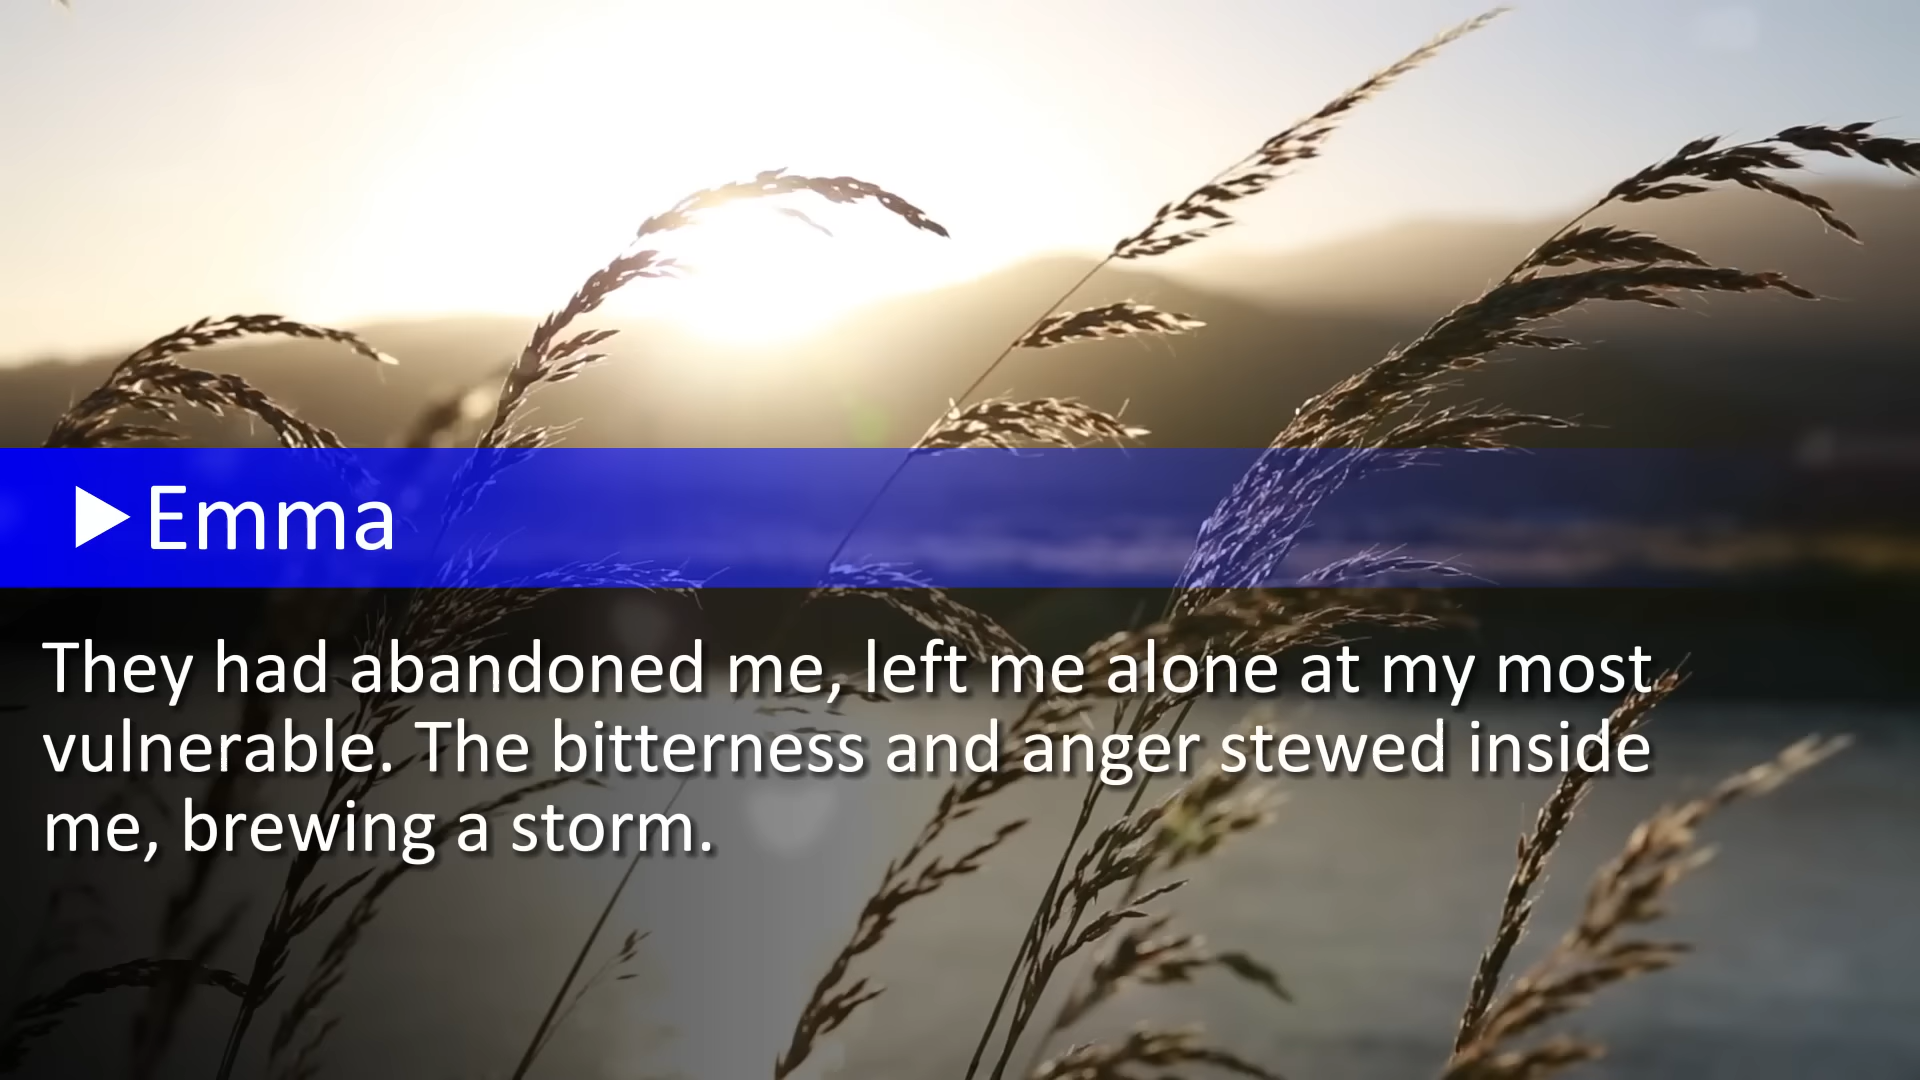 Emma
They had abandoned me, left me alone at my most
vulnerable. The bitterness and anger stewed inside
me, brewing a storm.